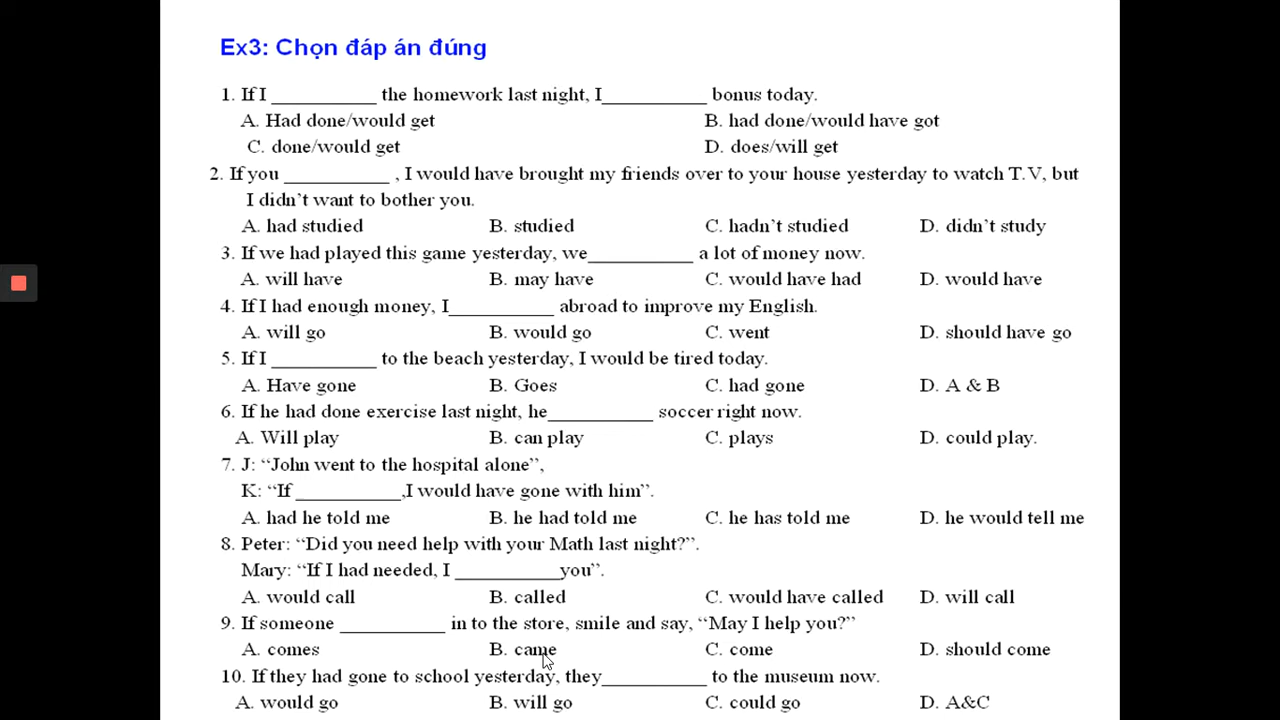 Ex3: Chọn đáp án đúng
1. If I ___________ the homework last night, I___________ bonus today.
A. Had done/would get B. had done/would have got
C. done/would get D. does/will get
2. If you ___________ , I would have brought my friends over to your house yesterday to watch T.V, but
I didn't want to bother you.
A. had studied B. studied C. hadn't studied D. didn't study
3. If we had played this game yesterday, we___________ a lot of money now.
A. will have B. may have C. would have had D. would have
4. If I had enough money, I___________ abroad to improve my English.
A. will go B. would go C. went D. should have go
5. If I ___________ to the beach yesterday, I would be tired today.
A. Have gone B. Goes C. had gone D. A & B
6. If he had done exercise last night, he___________ soccer right now.
A. Will play B. can play C. plays D. could play.
7. J: “John went to the hospital alone”,
K: “If ___________,I would have gone with him”.
A. had he told me B. he had told me C. he has told me D. he would tell me
8. Peter: “Did you need help with your Math last night?”.
Mary: “If I had needed, I ___________you”.
A. would call B. called C. would have called D. will call
9. If someone ___________ in to the store, smile and say, “May I help you?”
A. comes B. came C. come D. should come
10. If they had gone to school yesterday, they___________ to the museum now.
A. would go B. will go C. could go D. A&C